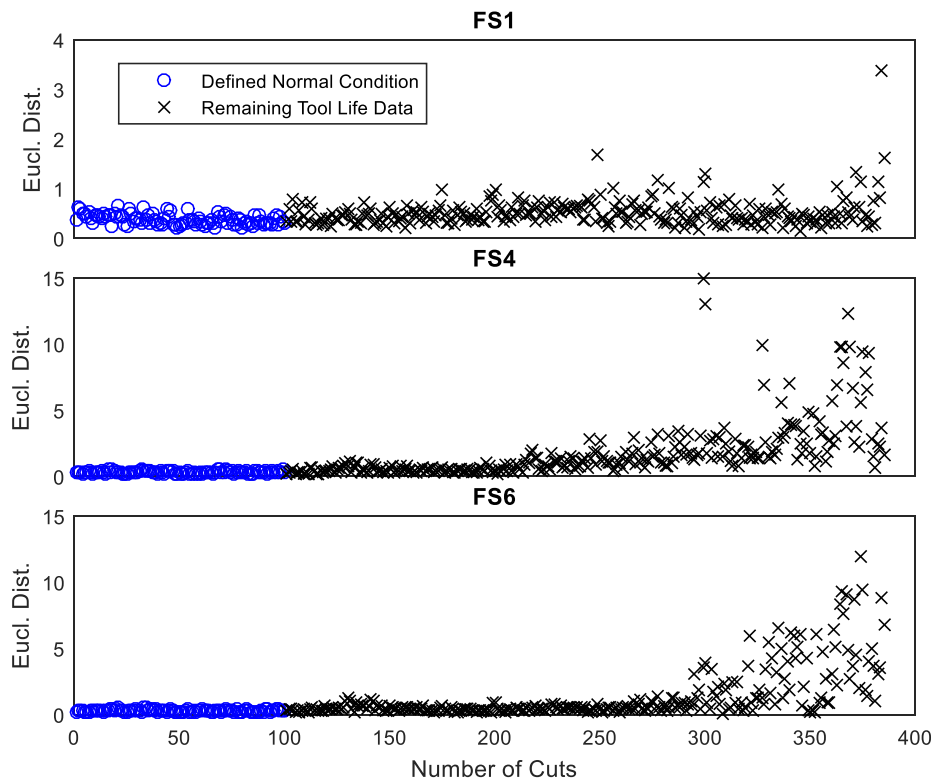 FS1
4
3
2
1
0
Eucl. Dist.
Defined Normal Condition
Remaining Tool Life Data
FS4
15
10
5
0
Eucl. Dist.
FS6
15
10
5
0
Eucl. Dist.
0 50 100 150 200 250 300 350 400
Number of Cuts